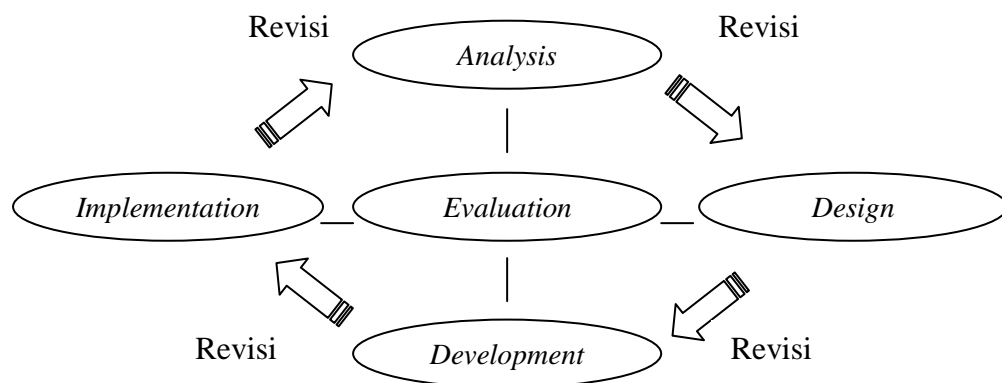 Revisi
Revisi
Analysis
Implementation
Evaluation
Design
Revisi
Revisi
Development